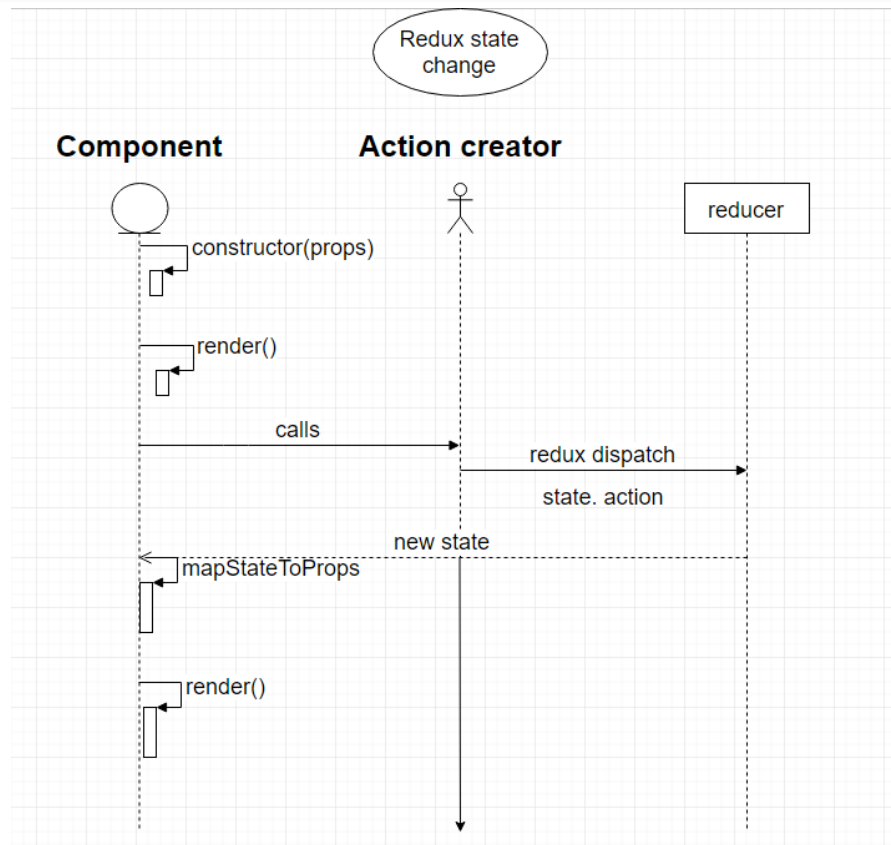 Redux state
change
Component
Action creator
reducer
constructor(props)
render()
calls
redux dispatch
state. action
new state
mapStateToProps
render()